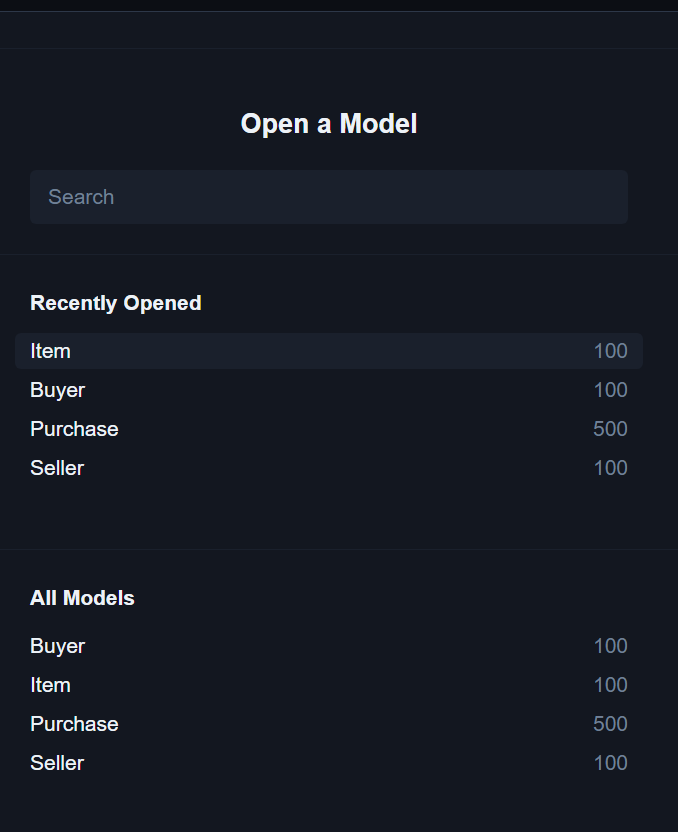 Open a Model
Search
Recently Opened
Item 100
Buyer 100
Purchase 500
Seller 100
All Models
Buyer 100
Item 100
Purchase 500
Seller 100